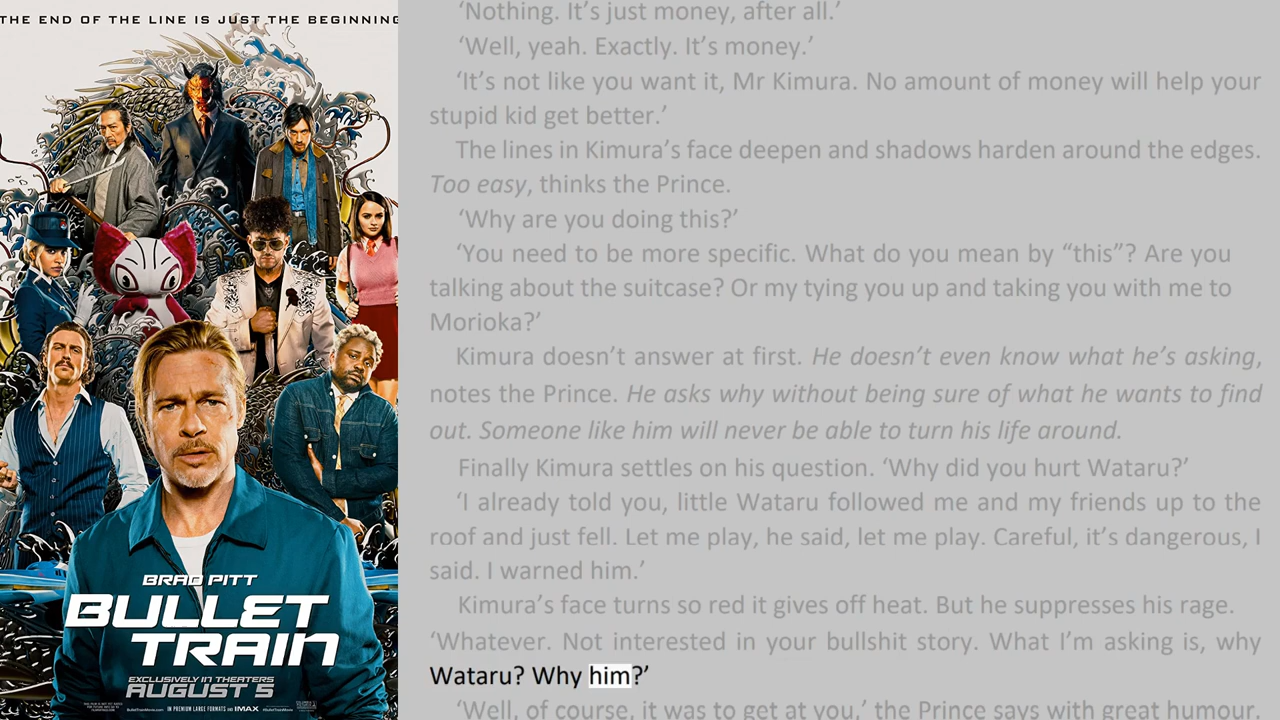 THE END OF THE LINE IS JUST THE BEGINNING
BRAD PITT
BULLET
TRAIN
EXCLUSIVELY IN THEATERS
AUGUST 5
IN PREMIUM LARGE FORMATS AND IMAX
‘Nothing. It’s just money, after all.’
‘Well, yeah. Exactly. It’s money.’
‘It’s not like you want it, Mr Kimura. No amount of money will help your
stupid kid get better.’
The lines in Kimura’s face deepen and shadows harden around the edges.
Too easy, thinks the Prince.
‘Why are you doing this?’
‘You need to be more specific. What do you mean by “this”? Are you
talking about the suitcase? Or my tying you up and taking you with me to
Morioka?’
Kimura doesn’t answer at first. He doesn’t even know what he’s asking,
notes the Prince. He asks why without being sure of what he wants to find
out. Someone like him will never be able to turn his life around.
Finally Kimura settles on his question. ‘Why did you hurt Wataru?’
‘I already told you, little Wataru followed me and my friends up to the
roof and just fell. Let me play, he said, let me play. Careful, it’s dangerous, I
said. I warned him.’
Kimura’s face turns so red it gives off heat. But he suppresses his rage.
‘Whatever. Not interested in your bullshit story. What I’m asking is, why
Wataru? Why him?’
‘Well, of course, it was to get to you,’ the Prince says with great humour.